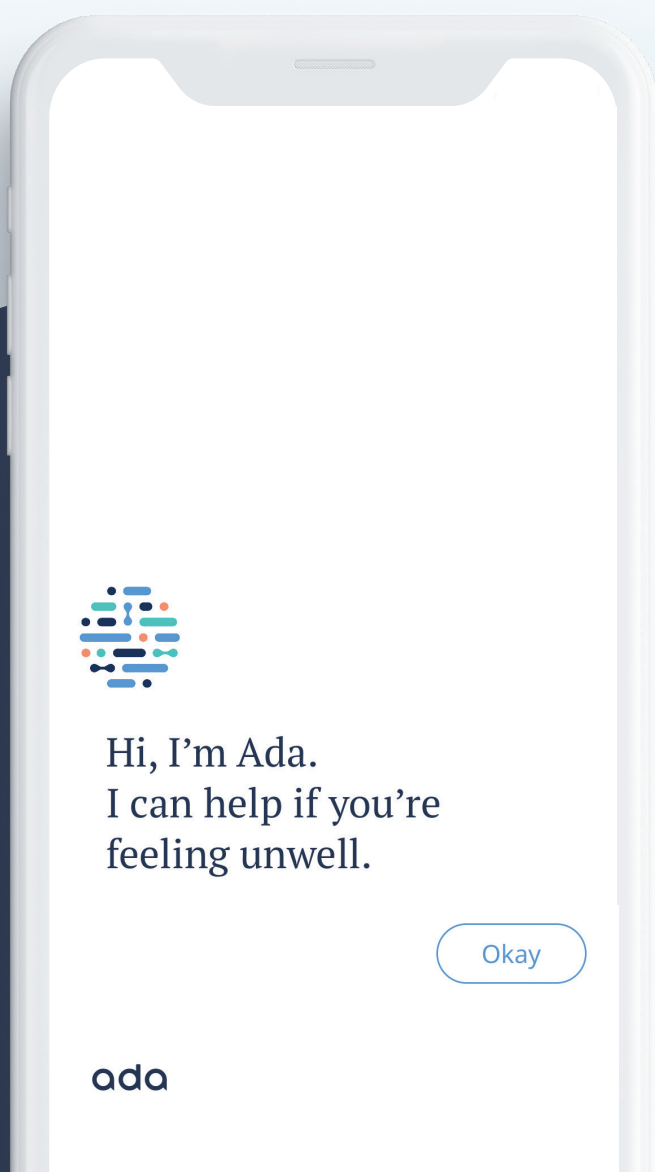 Hi, I’m Ada.
I can help if you’re
feeling unwell.
Okay
ada